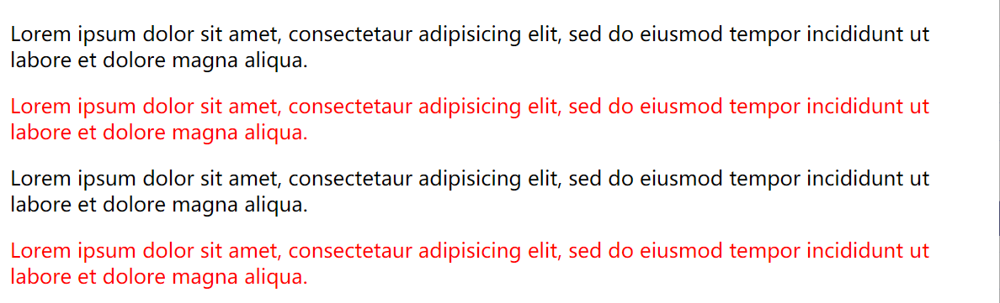 Lorem ipsum dolor sit amet, consectetaur adipisicing elit, sed do eiusmod tempor incididunt ut
labore et dolore magna aliqua.
Lorem ipsum dolor sit amet, consectetaur adipisicing elit, sed do eiusmod tempor incididunt ut
labore et dolore magna aliqua.
Lorem ipsum dolor sit amet, consectetaur adipisicing elit, sed do eiusmod tempor incididunt ut
labore et dolore magna aliqua.
Lorem ipsum dolor sit amet, consectetaur adipisicing elit, sed do eiusmod tempor incididunt ut
labore et dolore magna aliqua.